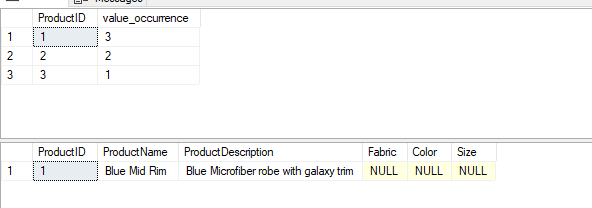 Messages
ProductID value_occurrence
1 1 3
2 2 2
3 3 1
ProductID ProductName ProductDescription Fabric Color Size
1 1 Blue Mid Rim Blue Microfiber robe with galaxy trim NULL NULL NULL